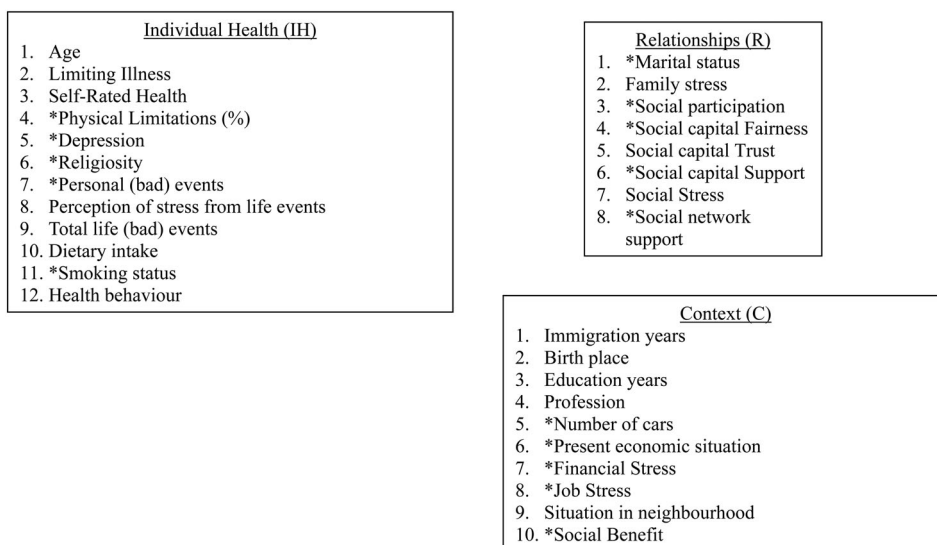 Individual Health (IH)
1. Age
2. Limiting Illness
3. Self-Rated Health
4. *Physical Limitations (%)
5. *Depression
6. *Religiosity
7. *Personal (bad) events
8. Perception of stress from life events
9. Total life (bad) events
10. Dietary intake
11. *Smoking status
12. Health behaviour
Relationships (R)
1. *Marital status
2. Family stress
3. *Social participation
4. *Social capital Fairness
5. Social capital Trust
6. *Social capital Support
7. Social Stress
8. *Social network
support
Context (C)
1. Immigration years
2. Birth place
3. Education years
4. Profession
5. *Number of cars
6. *Present economic situation
7. *Financial Stress
8. *Job Stress
9. Situation in neighbourhood
10. *Social Benefit